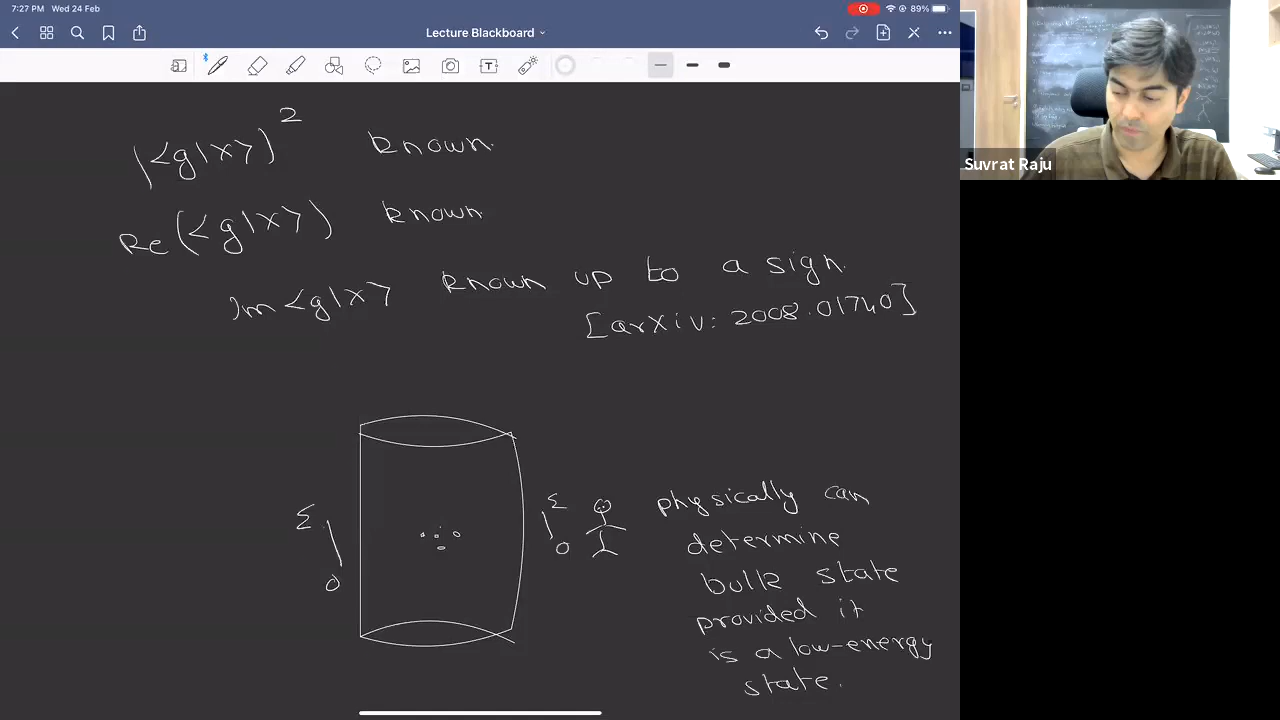 7:27 PM Wed 24 Feb
89%
Lecture Blackboard
|<g|x>|² known.
Re(<g|x>) known
Im<g|x> known up to a sign.
[arXiv: 2008.01740]
Σ
0
Σ
0
physically can
determine
bulk state
provided it
is a low-energy
state.
Suvrat Raju